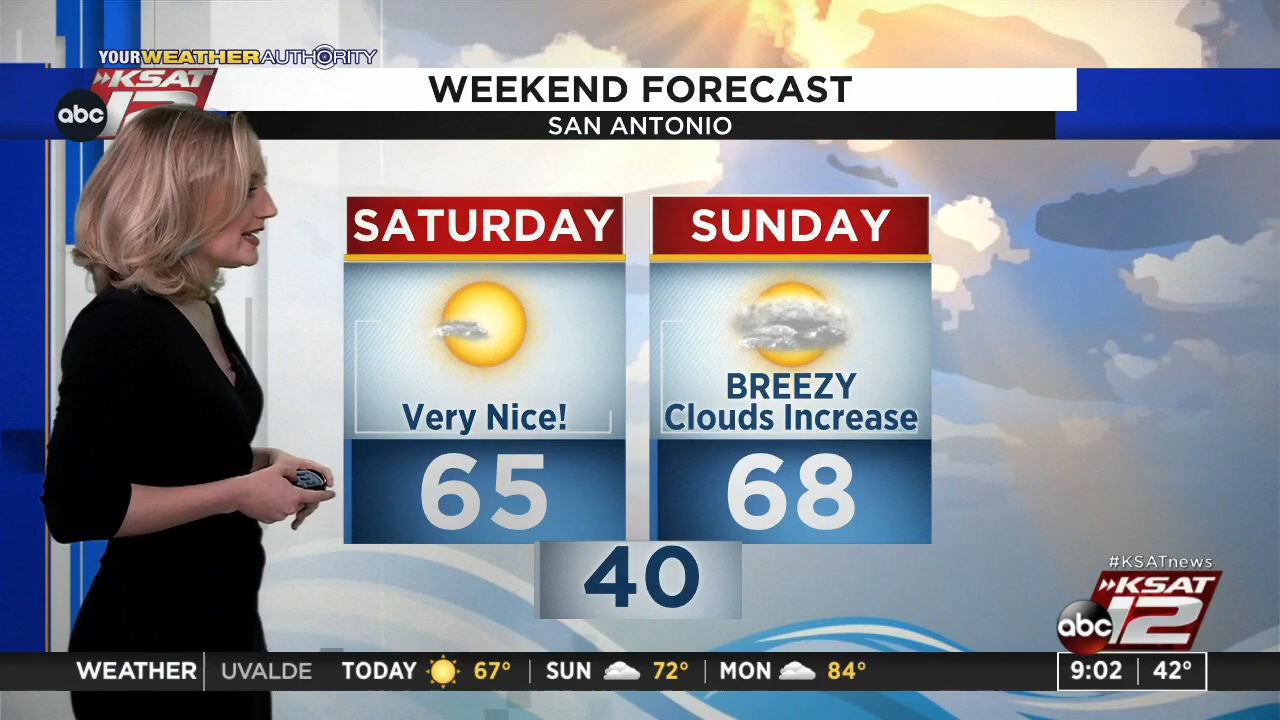 YOUR WEATHER AUTHORITY
KSAT
12
abc
WEEKEND FORECAST
SAN ANTONIO
SATURDAY
SUNDAY
Very Nice!
BREEZY
Clouds Increase
65
68
40
#KSATnews
KSAT
12
abc
WEATHER UVALDE TODAY 67° SUN 72° MON 84° 9:02 42°